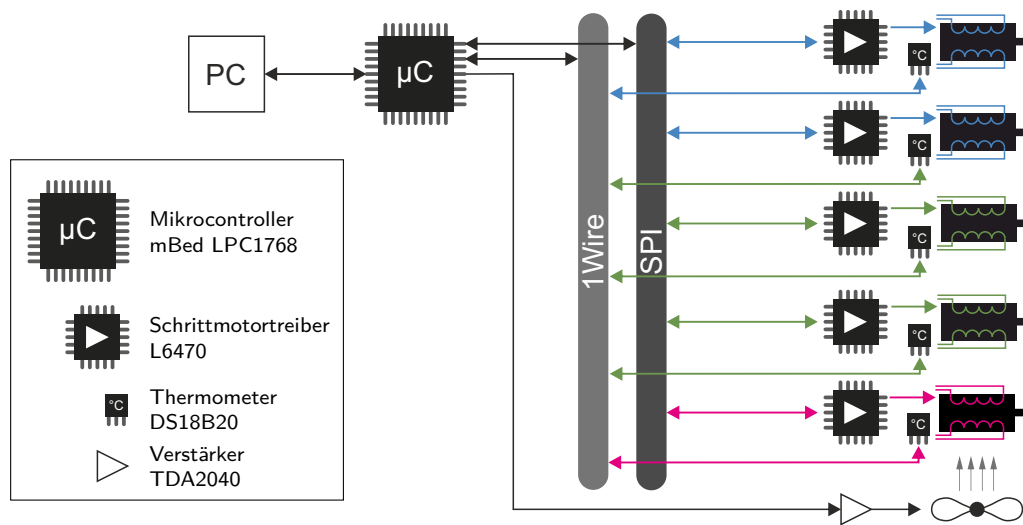 PC
µC
1Wire
SPI
°C
°C
°C
°C
°C
µC
Mikrocontroller
mBed LPC1768
Schrittmotortreiber
L6470
°C
Thermometer
DS18B20
Verstärker
TDA2040